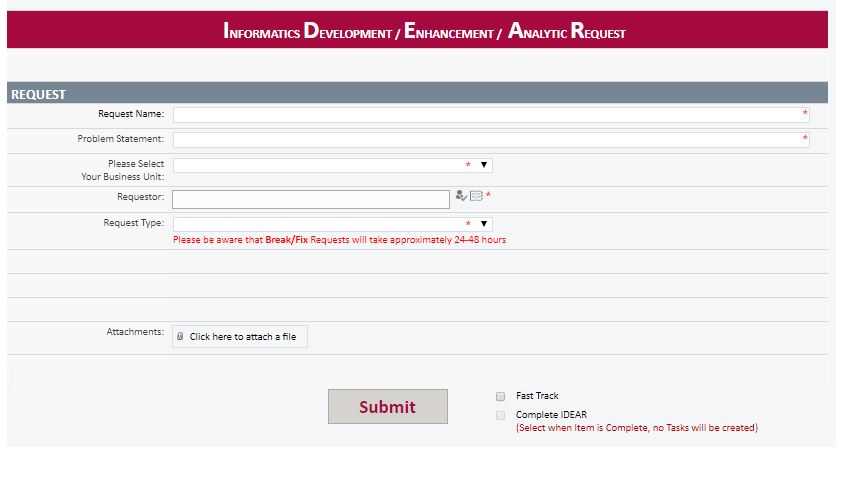 Informatics Development / Enhancement / Analytic Request
REQUEST
Request Name: *
Problem Statement: *
Please Select
Your Business Unit: * ▼
Requestor: *
Request Type: * ▼
Please be aware that Break/Fix Requests will take approximately 24-48 hours
Attachments: Click here to attach a file
Submit
Fast Track
Complete IDEAR
(Select when Item is Complete, no Tasks will be created)